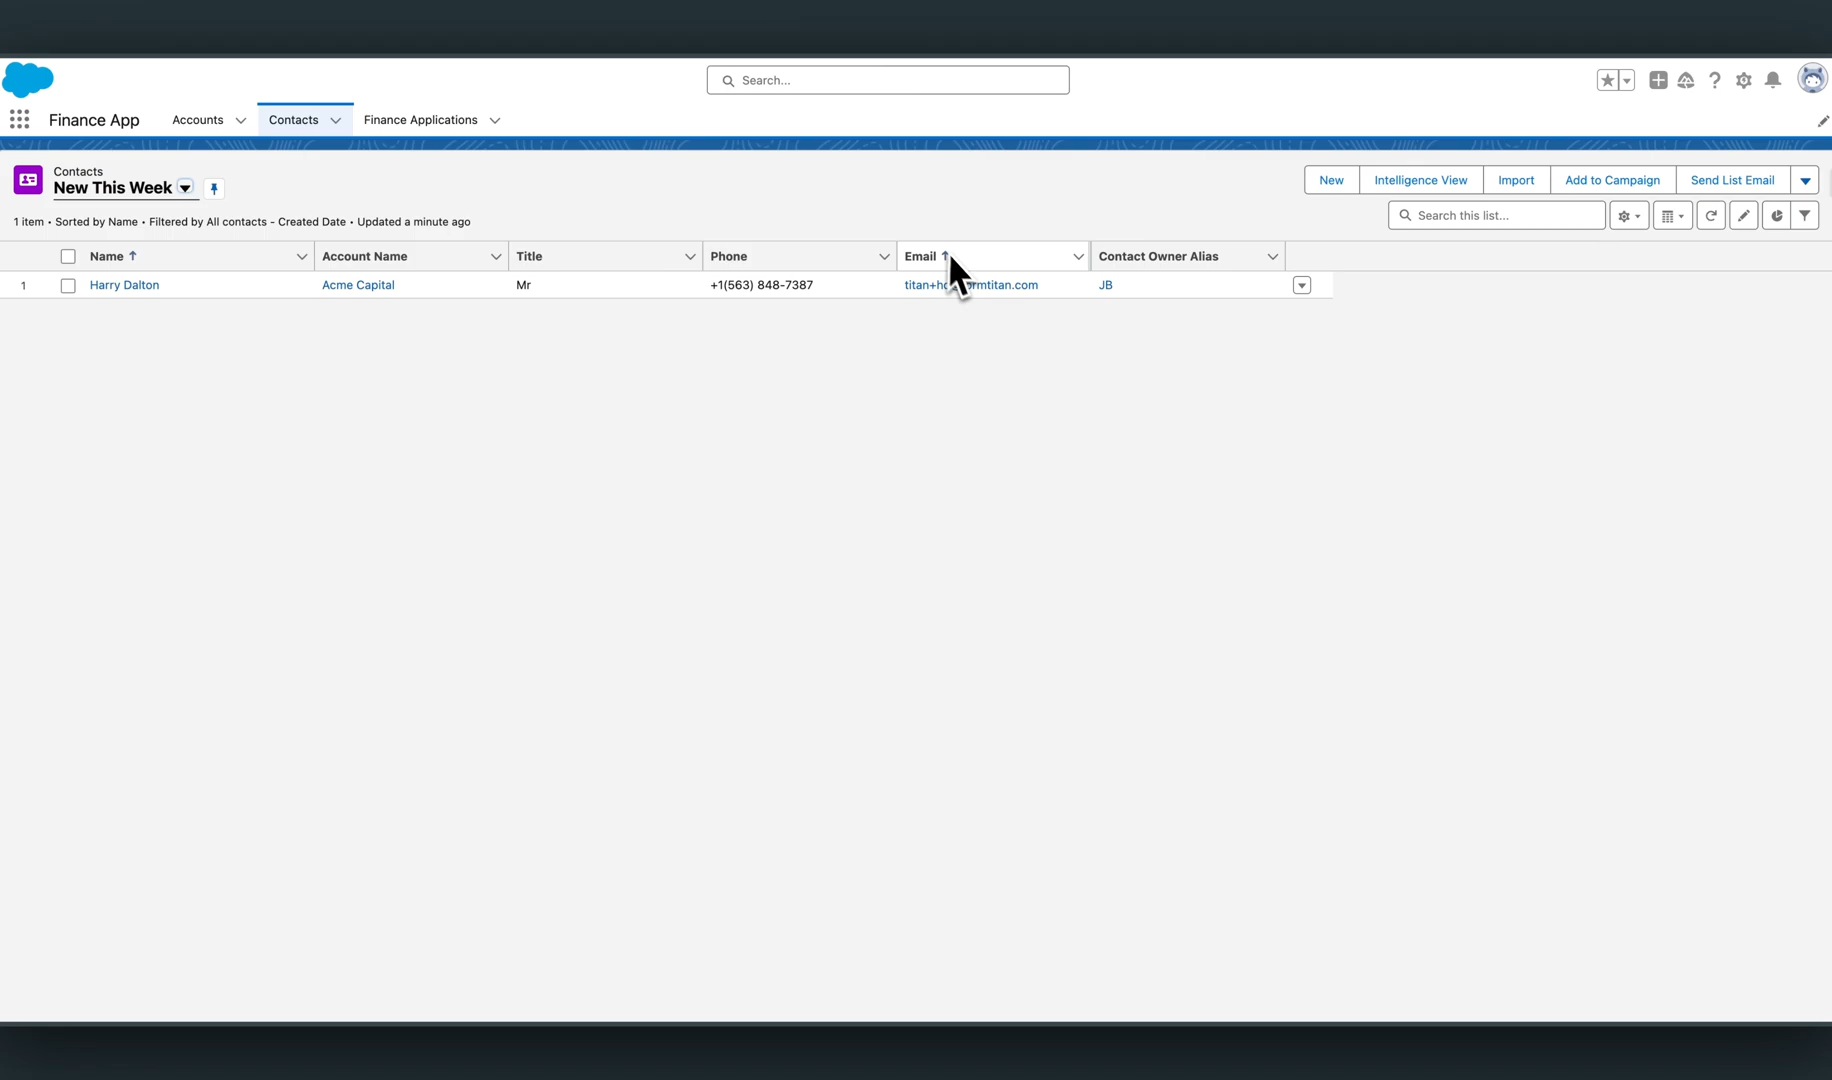 Search...
Finance App Accounts Contacts Finance Applications
Contacts
New This Week
New Intelligence View Import Add to Campaign Send List Email
1 item • Sorted by Name • Filtered by All contacts - Created Date • Updated a minute ago
Search this list...
Name Account Name Title Phone Email Contact Owner Alias
1 Harry Dalton Acme Capital Mr +1(563) 848-7387 JB